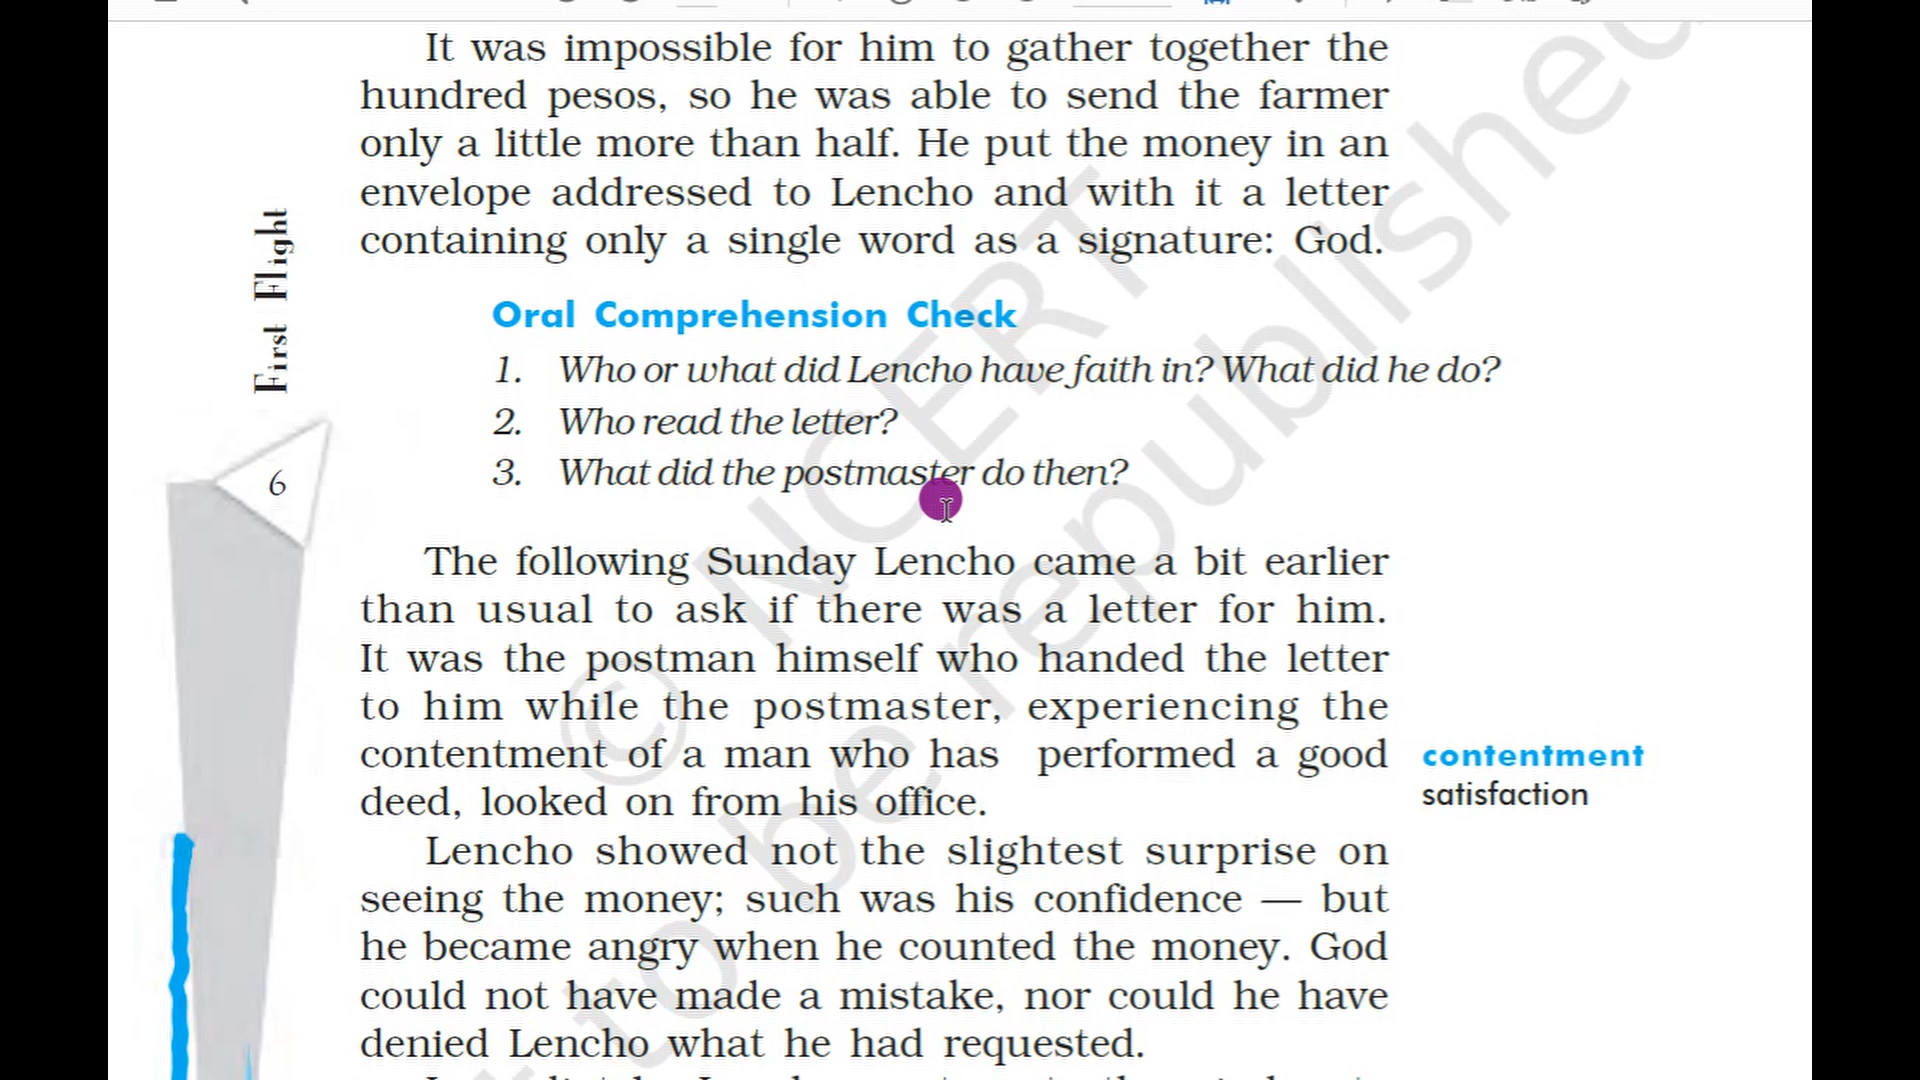 It was impossible for him to gather together the
hundred pesos, so he was able to send the farmer
only a little more than half. He put the money in an
envelope addressed to Lencho and with it a letter
containing only a single word as a signature: God.
First Flight
6
Oral Comprehension Check
1. Who or what did Lencho have faith in? What did he do?
2. Who read the letter?
3. What did the postmaster do then?
The following Sunday Lencho came a bit earlier
than usual to ask if there was a letter for him.
It was the postman himself who handed the letter
to him while the postmaster, experiencing the
contentment of a man who has performed a good
deed, looked on from his office.
contentment
satisfaction
Lencho showed not the slightest surprise on
seeing the money; such was his confidence — but
he became angry when he counted the money. God
could not have made a mistake, nor could he have
denied Lencho what he had requested.
© NCERT
to be republished